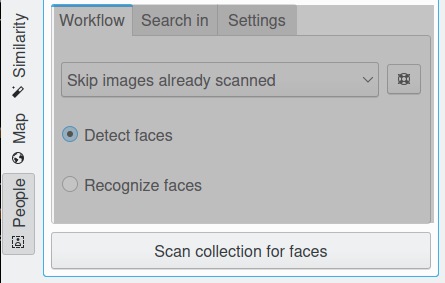 Workflow Search in Settings
Skip images already scanned
Detect faces
Recognize faces
Scan collection for faces
Similarity
Map
People